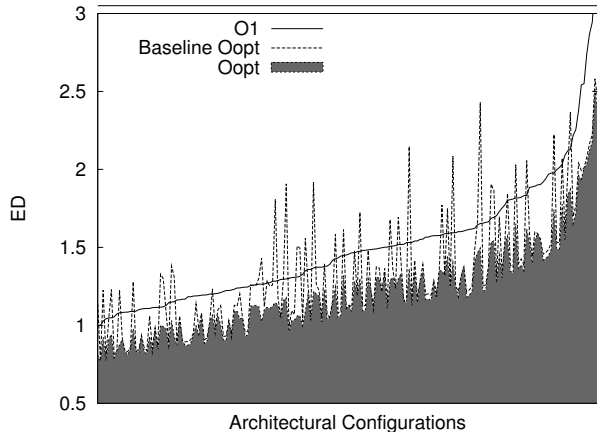 3
2.5
2
1.5
1
0.5
ED
O1
Baseline Oopt
Oopt
Architectural Configurations